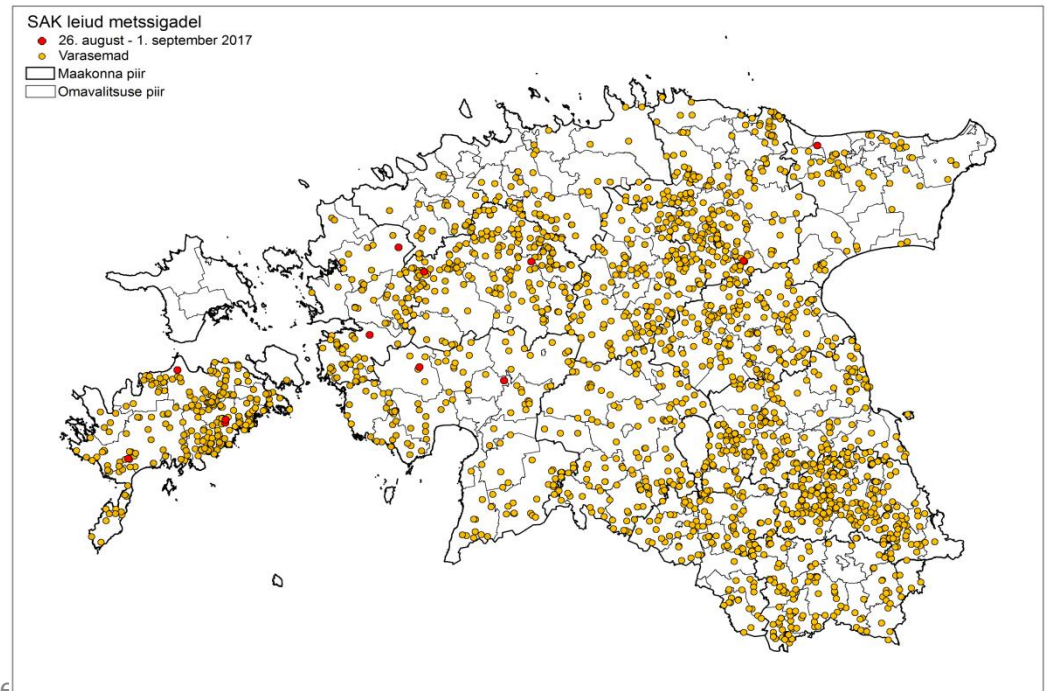 SAK leiud metssigadel
26. august - 1. september 2017
Varasemad
Maakonna piir
Omavalitsuse piir